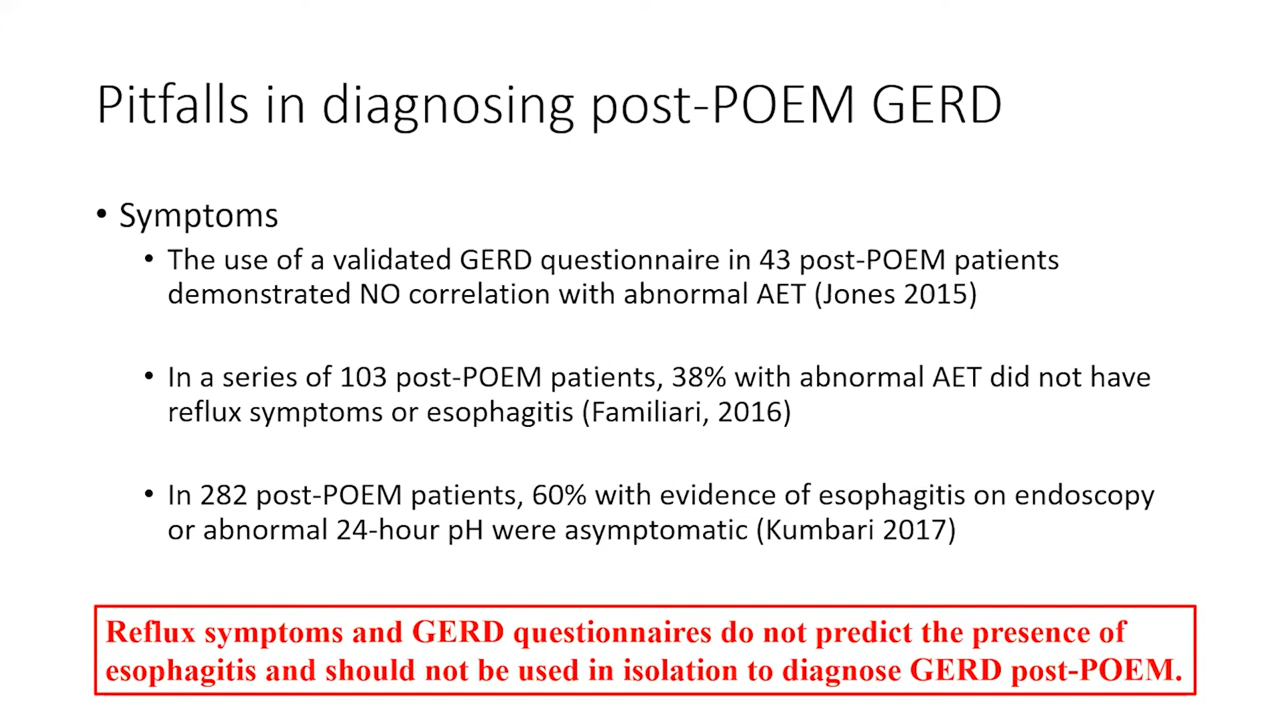 Pitfalls in diagnosing post-POEM GERD
• Symptoms
• The use of a validated GERD questionnaire in 43 post-POEM patients
demonstrated NO correlation with abnormal AET (Jones 2015)
• In a series of 103 post-POEM patients, 38% with abnormal AET did not have
reflux symptoms or esophagitis (Familiari, 2016)
• In 282 post-POEM patients, 60% with evidence of esophagitis on endoscopy
or abnormal 24-hour pH were asymptomatic (Kumbari 2017)
Reflux symptoms and GERD questionnaires do not predict the presence of
esophagitis and should not be used in isolation to diagnose GERD post-POEM.